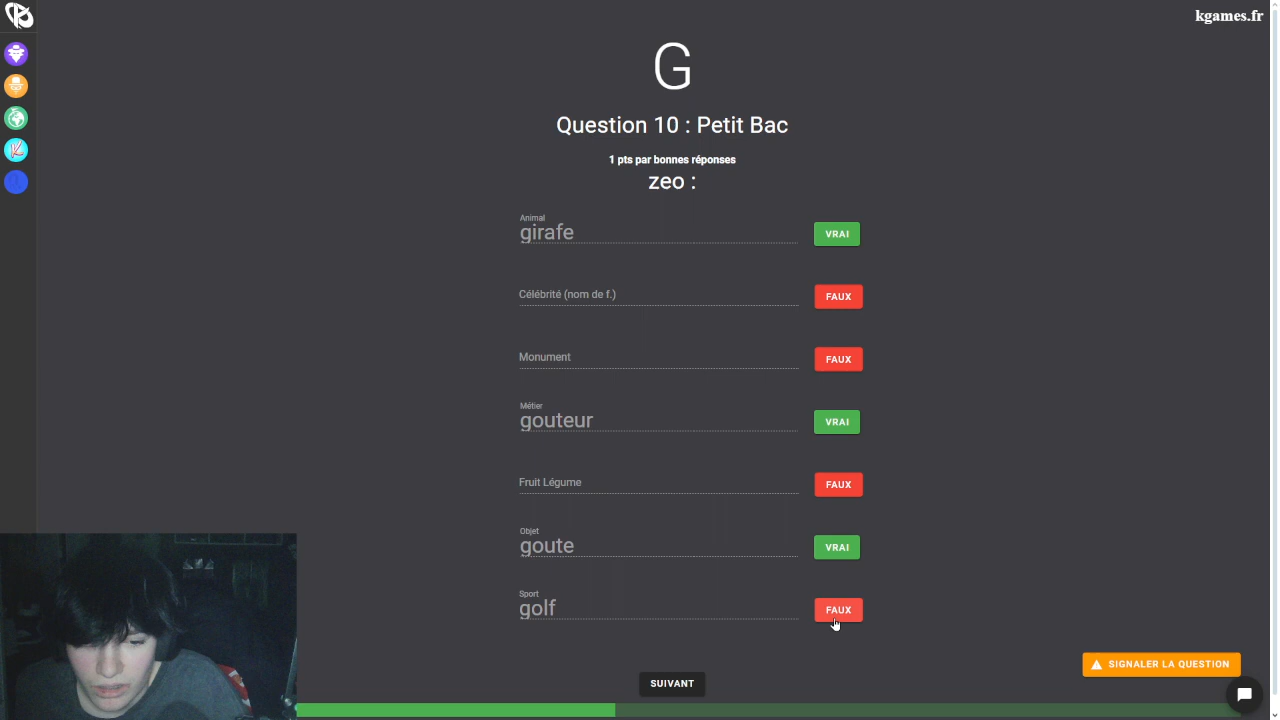 kgames.fr
G
Question 10 : Petit Bac
1 pts par bonnes réponses
zeo :
Animal
girafe
VRAI
Célébrité (nom de f.)
FAUX
Monument
FAUX
Métier
gouteur
VRAI
Fruit Légume
FAUX
Objet
goute
VRAI
Sport
golf
FAUX
SIGNALER LA QUESTION
SUIVANT